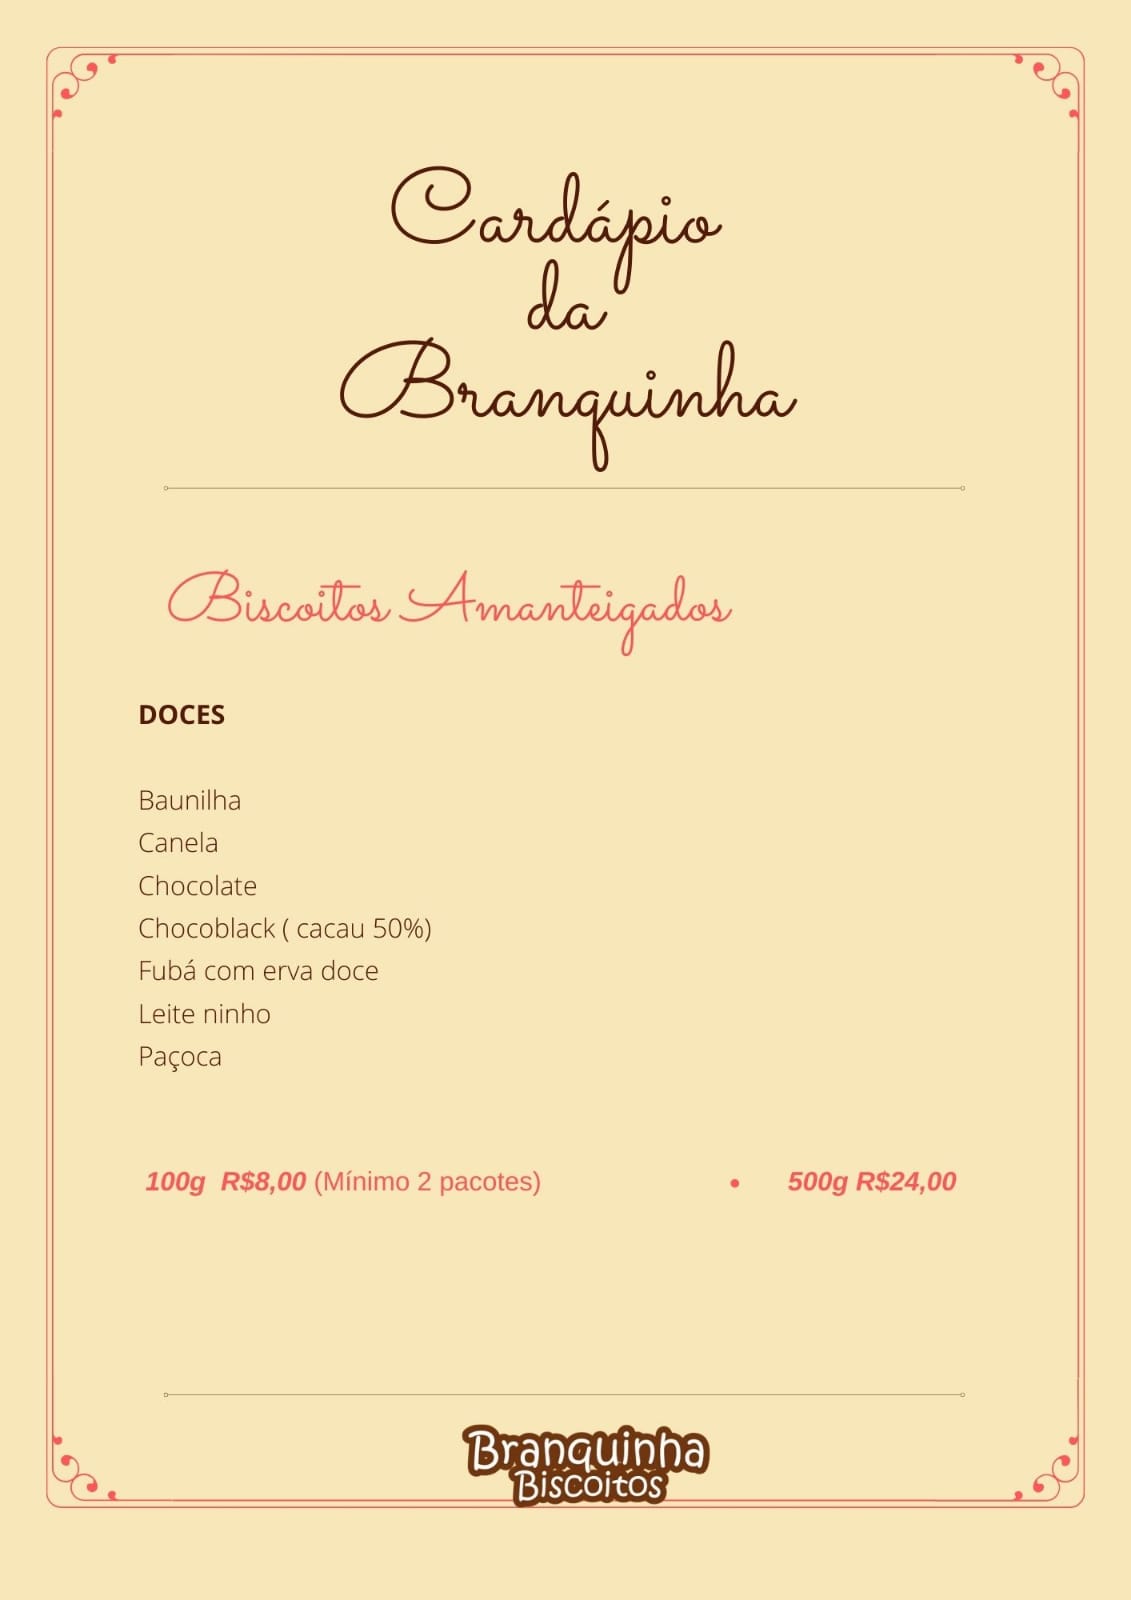 Cardápio
da
Branquinha
Biscoitos Amanteigados
DOCES
Baunilha
Canela
Chocolate
Chocoblack ( cacau 50%)
Fubá com erva doce
Leite ninho
Paçoca
100g  R$8,00 (Mínimo 2 pacotes) • 500g R$24,00
Branquinha
Biscoitos